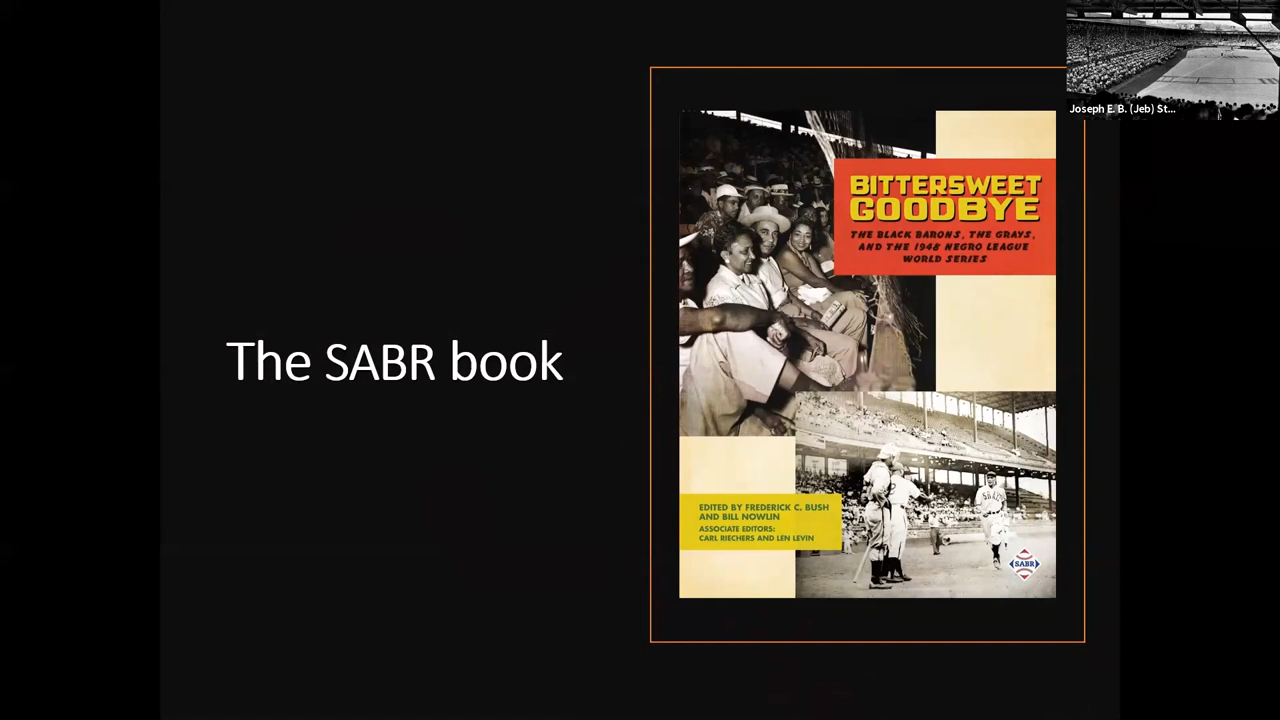 Joseph E. B. (Jeb) St...
BITTERSWEET
GOODBYE
THE BLACK BARONS, THE GRAYS,
AND THE 1948 NEGRO LEAGUE
WORLD SERIES
The SABR book
EDITED BY FREDERICK C. BUSH
AND BILL NOWLIN
ASSOCIATE EDITORS:
CARL RIECHERS AND LEN LEVIN
SABR